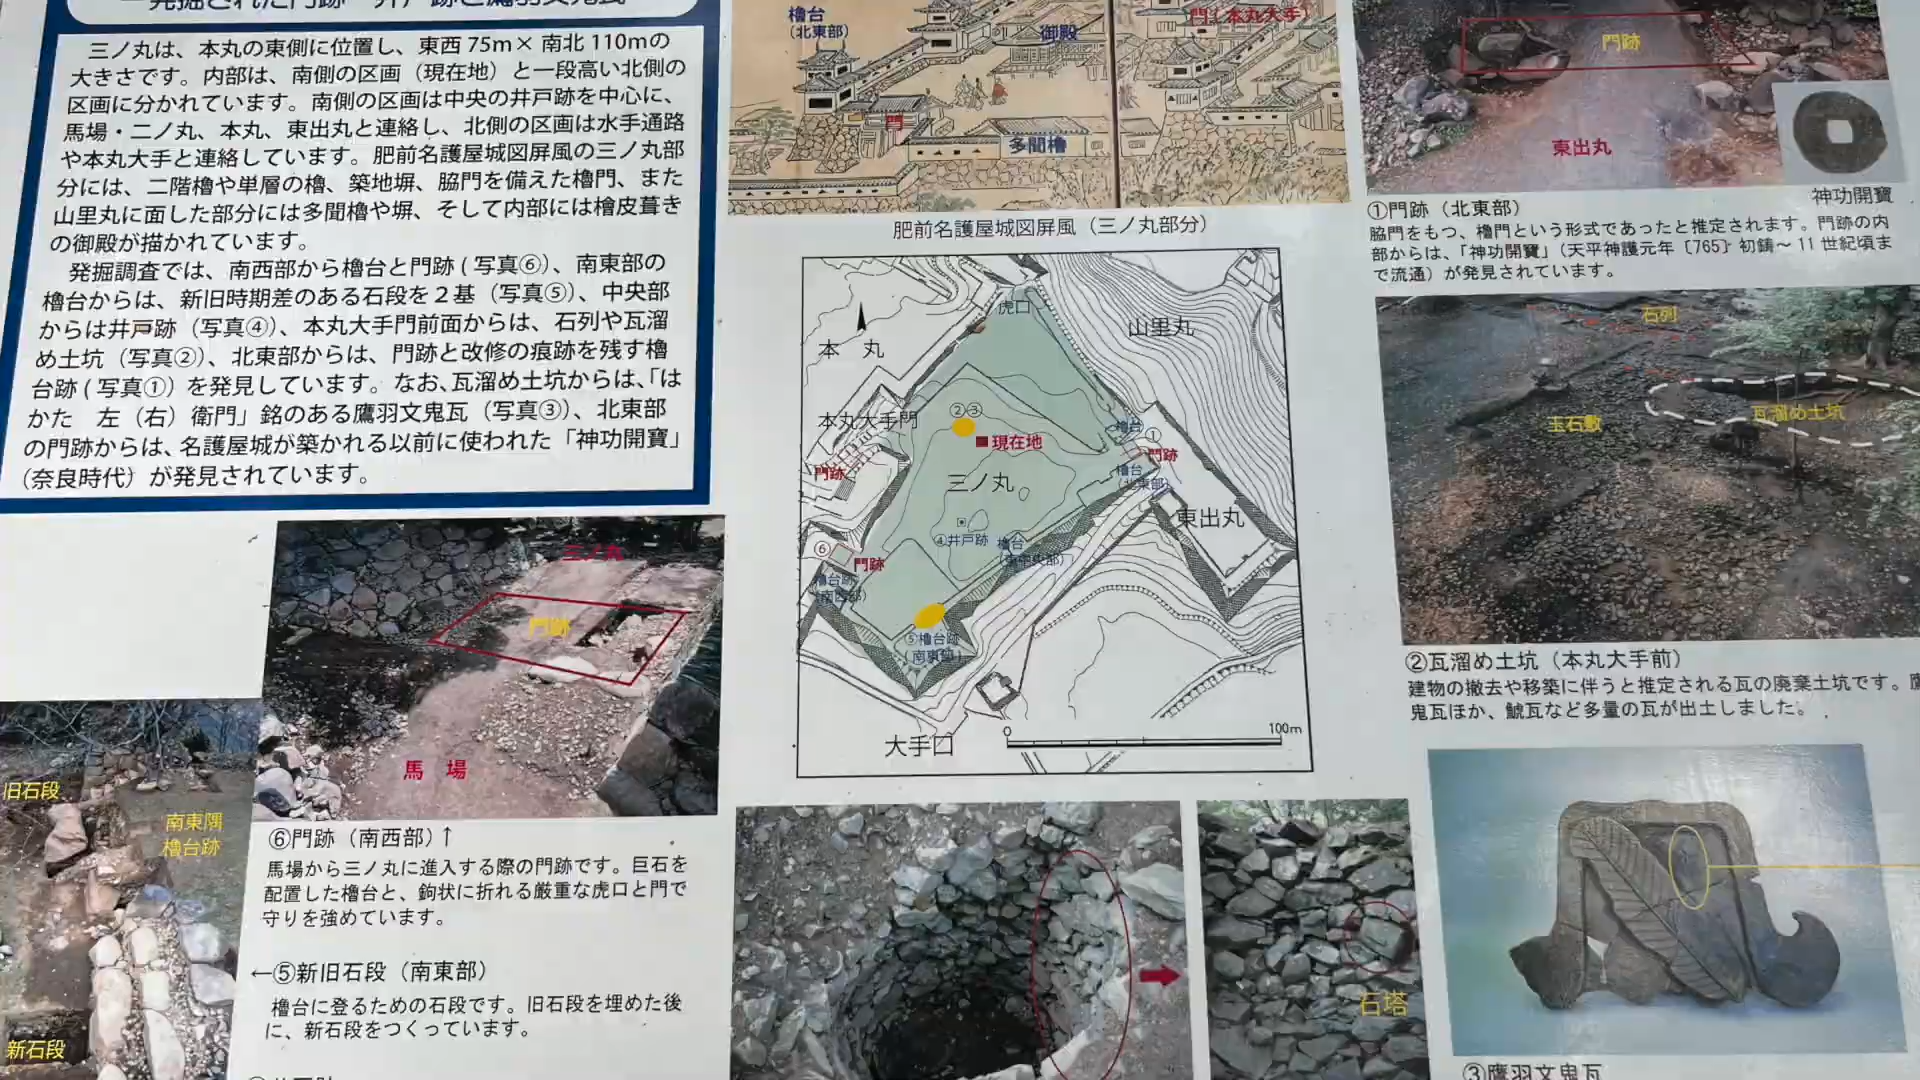 三ノ丸は、本丸の東側に位置し、東西75m×南北110mの
大きさです。内部は、南側の区画（現在地）と一段高い北側の
区画に分かれています。南側の区画は中央の井戸跡を中心に、
馬場・二ノ丸、本丸、東出丸と連絡し、北側の区画は水手通路
や本丸大手と連絡しています。肥前名護屋城図屏風の三ノ丸部
分には、二階櫓や単層の櫓、築地塀、脇門を備えた櫓門、また
山里丸に面した部分には多聞櫓や塀、そして内部には檜皮葺き
の御殿が描かれています。
発掘調査では、南西部から櫓台と門跡(写真⑥)、南東部の
櫓台からは、新旧時期差のある石段を２基（写真⑤）、中央部
からは井戸跡（写真④）、本丸大手門前面からは、石列や瓦溜
め土坑（写真②）、北東部からは、門跡と改修の痕跡を残す櫓
台跡(写真①）を発見しています。なお、瓦溜め土坑からは、「は
かた　左（右）衛門」銘のある鷹羽文鬼瓦（写真③）、北東部
の門跡からは、名護屋城が築かれる以前に使われた「神功開寶」
（奈良時代）が発見されています。
櫓台
（北東部）
御殿
門（本丸大手）
門
多聞櫓
肥前名護屋城図屏風（三ノ丸部分）
虎口
山里丸
本　丸
本丸大手門
②③
現在地
櫓台
①
門跡
門跡
三ノ丸
櫓台
（北東部）
東出丸
④井戸跡
櫓台
⑥
門跡
櫓台跡
（南西部）
⑤櫓台跡
（南東部）
大手口
0
100m
門跡
東出丸
神功開寶
①門跡（北東部）
脇門をもつ、櫓門という形式であったと推定されます。門跡の内
部からは、「神功開寶」（天平神護元年〔765〕初鋳～11世紀頃ま
で流通）が発見されています。
石列
玉石敷
瓦溜め土坑
②瓦溜め土坑（本丸大手前）
建物の撤去や移築に伴うと推定される瓦の廃棄土坑です。
鬼瓦ほか、鯱瓦など多量の瓦が出土しました。
③鷹羽文鬼瓦
三ノ丸
門跡
馬　場
⑥門跡（南西部）↑
馬場から三ノ丸に進入する際の門跡です。巨石を
配置した櫓台と、鉤状に折れる厳重な虎口と門で
守りを強めています。
旧石段
南東隅
櫓台跡
新石段
←⑤新旧石段（南東部）
櫓台に登るための石段です。旧石段を埋めた後
に、新石段をつくっています。
石塔